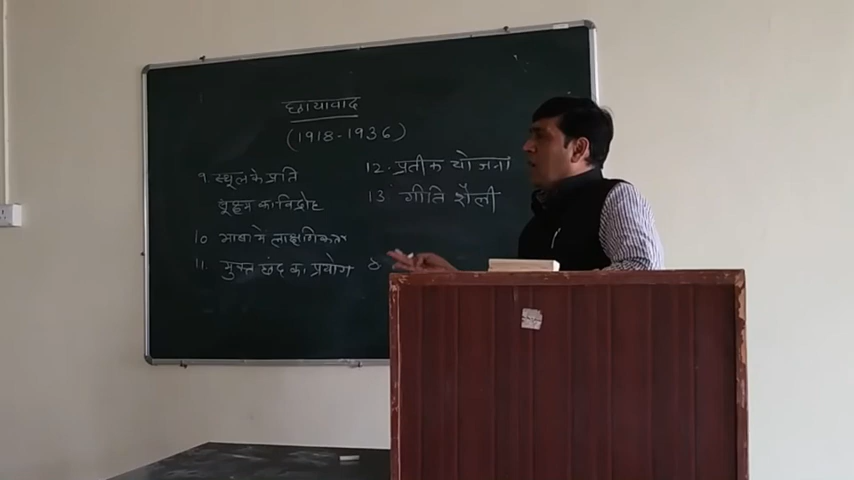 छायावाद
(1918-1936)
9. स्थूल के प्रति
सूक्ष्म का विद्रोह
10 भाषा में लाक्षणिकता
11. मुक्त छंद का प्रयोग
12. प्रतीक योजना
13. गीति शैली